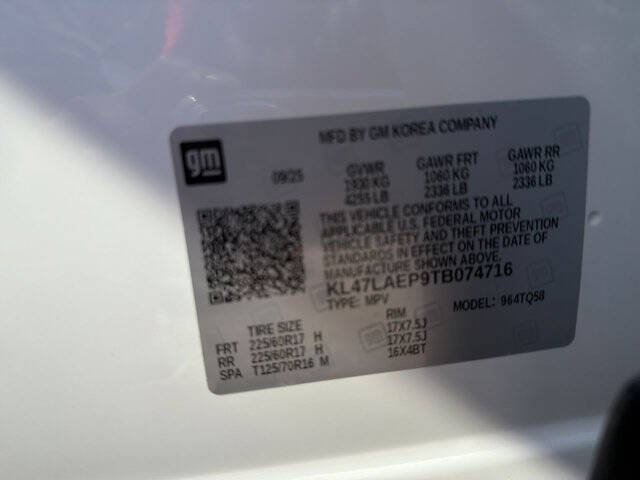 MFD BY GM KOREA COMPANY
gm
09/25
GVWR GAWR FRT GAWR RR
1930 KG 1060 KG 1060 KG
4255 LB 2336 LB 2336 LB
THIS VEHICLE CONFORMS TO ALL
APPLICABLE U.S. FEDERAL MOTOR
VEHICLE SAFETY AND THEFT PREVENTION
STANDARDS IN EFFECT ON THE DATE OF
MANUFACTURE SHOWN ABOVE.
KL47LAEP9TB074716
TYPE: MPV MODEL: 964TQ58
TIRE SIZE RIM
FRT 225/60R17 H 17X7.5J
RR 225/60R17 H 17X7.5J
SPA T125/70R16 M 16X4BT